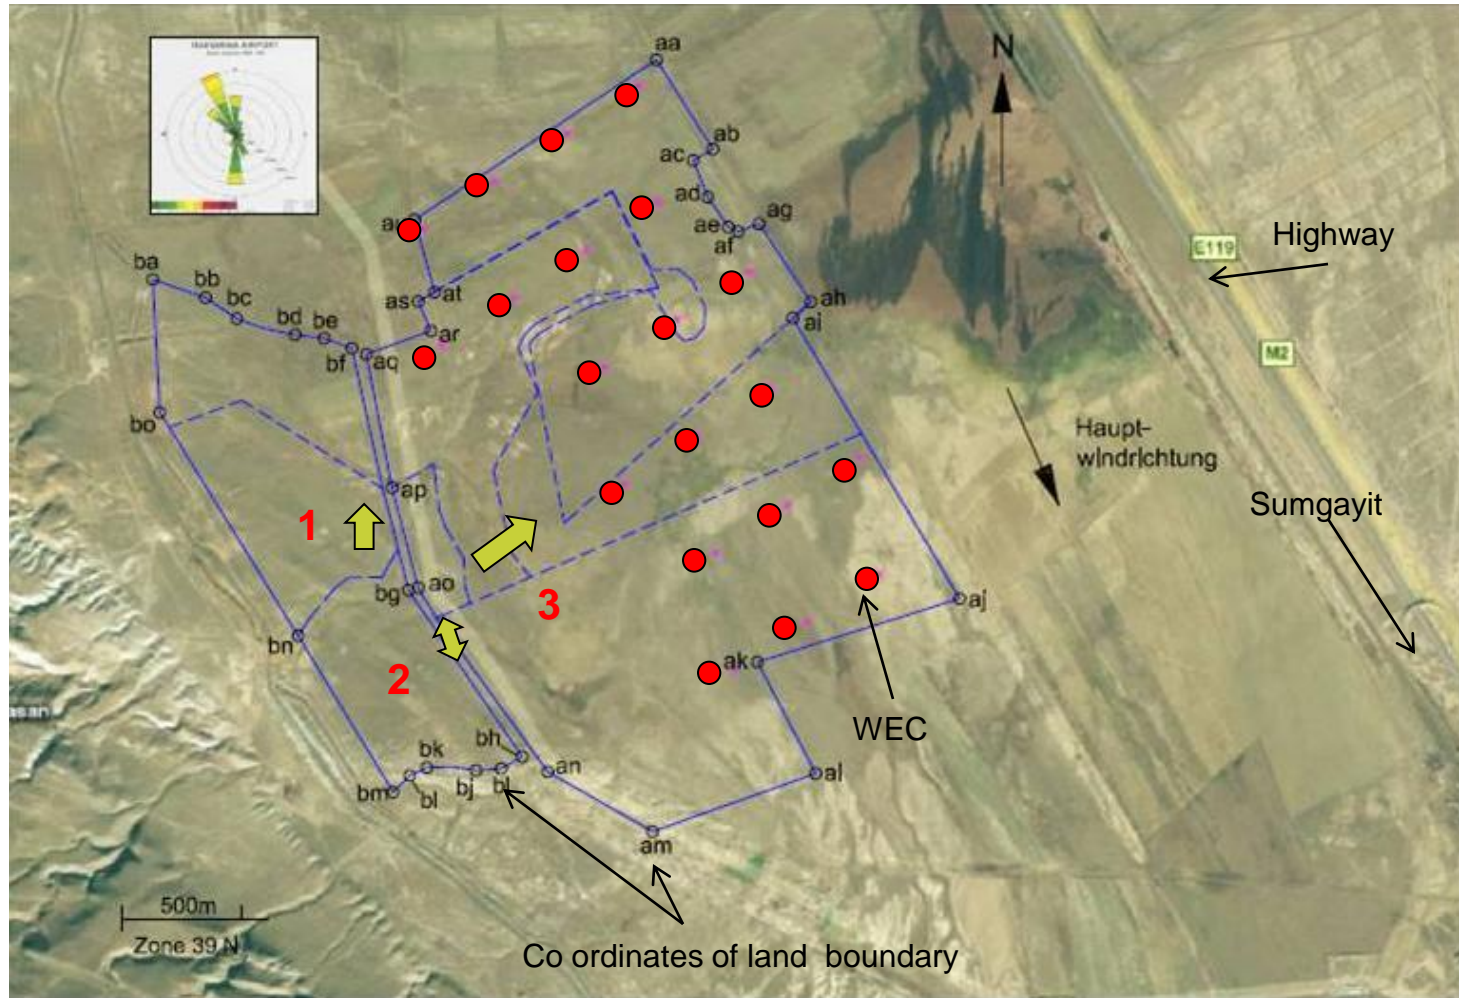 aa
N
ab
ac
ad
ag
ae
af
Highway
E119
ba
bb
bc
at
as
ah
ai
bd
be
ar
bf
aq
M2
bo
Haupt-
windrichtung
ap
Sumgayit
1
bg
ao
3
aj
bn
ak
2
asan
WEC
bh
an
al
bk
bm
bl
bj
bl
am
500m
Zone 39 N
Co ordinates of land boundary